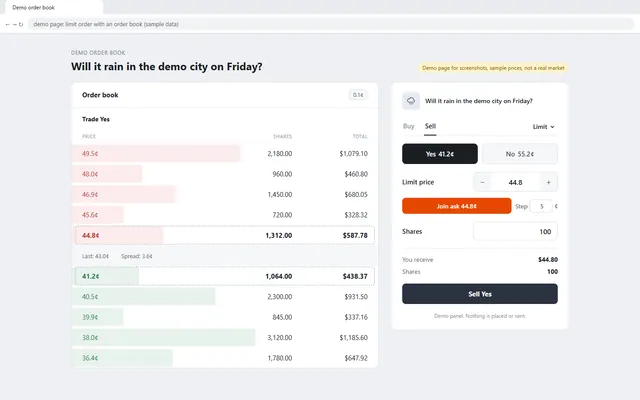 Demo order book
demo page: limit order with an order book (sample data)
DEMO ORDER BOOK
Will it rain in the demo city on Friday?
Demo page for screenshots, sample prices, not a real market
Order book
0.1¢
Trade Yes
PRICE SHARES TOTAL
49.5¢ 2,180.00 $1,079.10
48.0¢ 960.00 $460.80
46.9¢ 1,450.00 $680.05
45.6¢ 720.00 $328.32
44.8¢ 1,312.00 $587.78
Last: 43.0¢ Spread: 3.6¢
41.2¢ 1,064.00 $438.37
40.5¢ 2,300.00 $931.50
39.9¢ 845.00 $337.16
38.0¢ 3,120.00 $1,185.60
36.4¢ 1,780.00 $647.92
Will it rain in the demo city on Friday?
Buy Sell Limit
Yes 41.2¢ No 55.2¢
Limit price − 44.8 +
Join ask 44.8¢ Step 5 ¢
Shares 100
You receive $44.80
Shares 100
Sell Yes
Demo panel. Nothing is placed or sent.